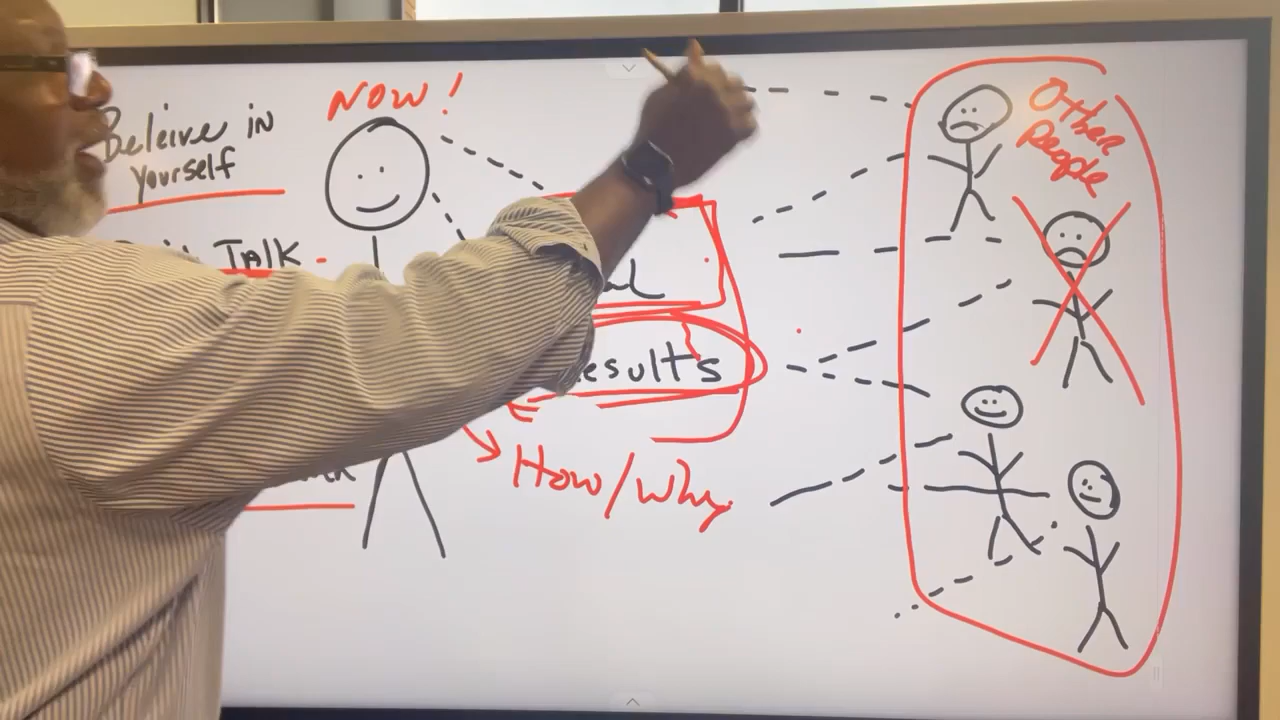 NOW!
Beleive in
yourself
Talk
Results
How/Why
Other
People